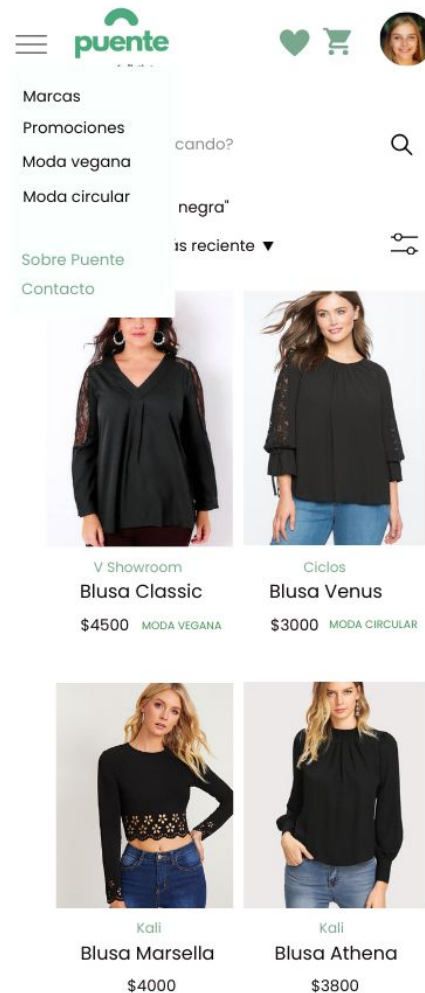 puente
Marcas
Promociones
Moda vegana
Moda circular
Sobre Puente
Contacto
cando?
negra"
ás reciente ▼
V Showroom
Blusa Classic
$4500 MODA VEGANA
Ciclos
Blusa Venus
$3000 MODA CIRCULAR
Kali
Blusa Marsella
$4000
Kali
Blusa Athena
$3800